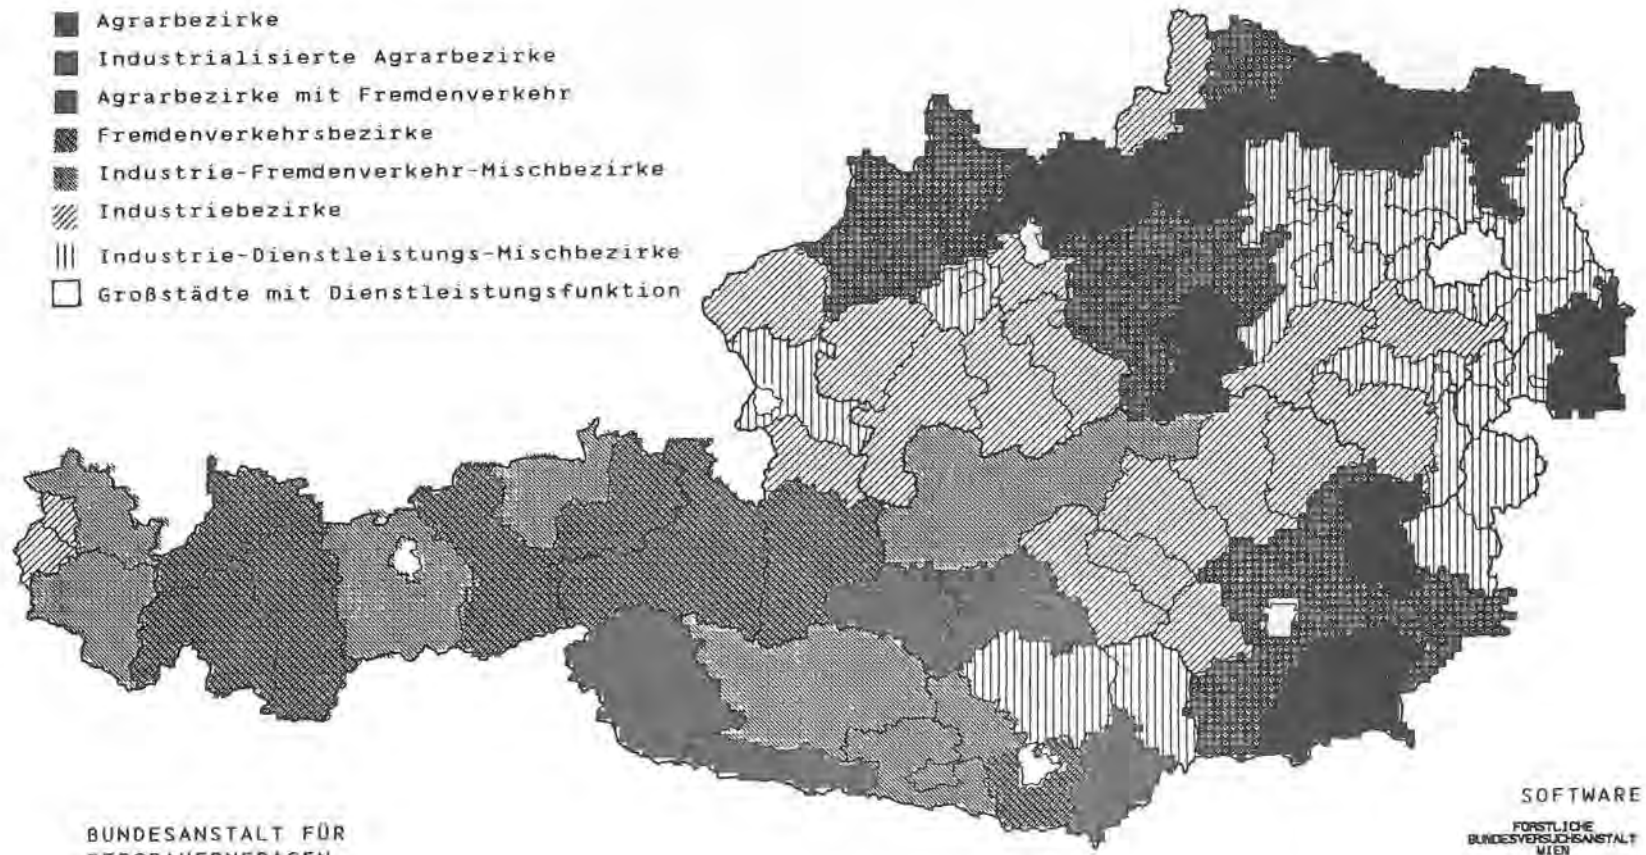 Agrarbezirke
Industrialisierte Agrarbezirke
Agrarbezirke mit Fremdenverkehr
Fremdenverkehrsbezirke
Industrie-Fremdenverkehr-Mischbezirke
Industriebezirke
Industrie-Dienstleistungs-Mischbezirke
Großstädte mit Dienstleistungsfunktion
BUNDESANSTALT FÜR
SOFTWARE
FORSTLICHE
BUNDESVERSUCHSANSTALT
WIEN